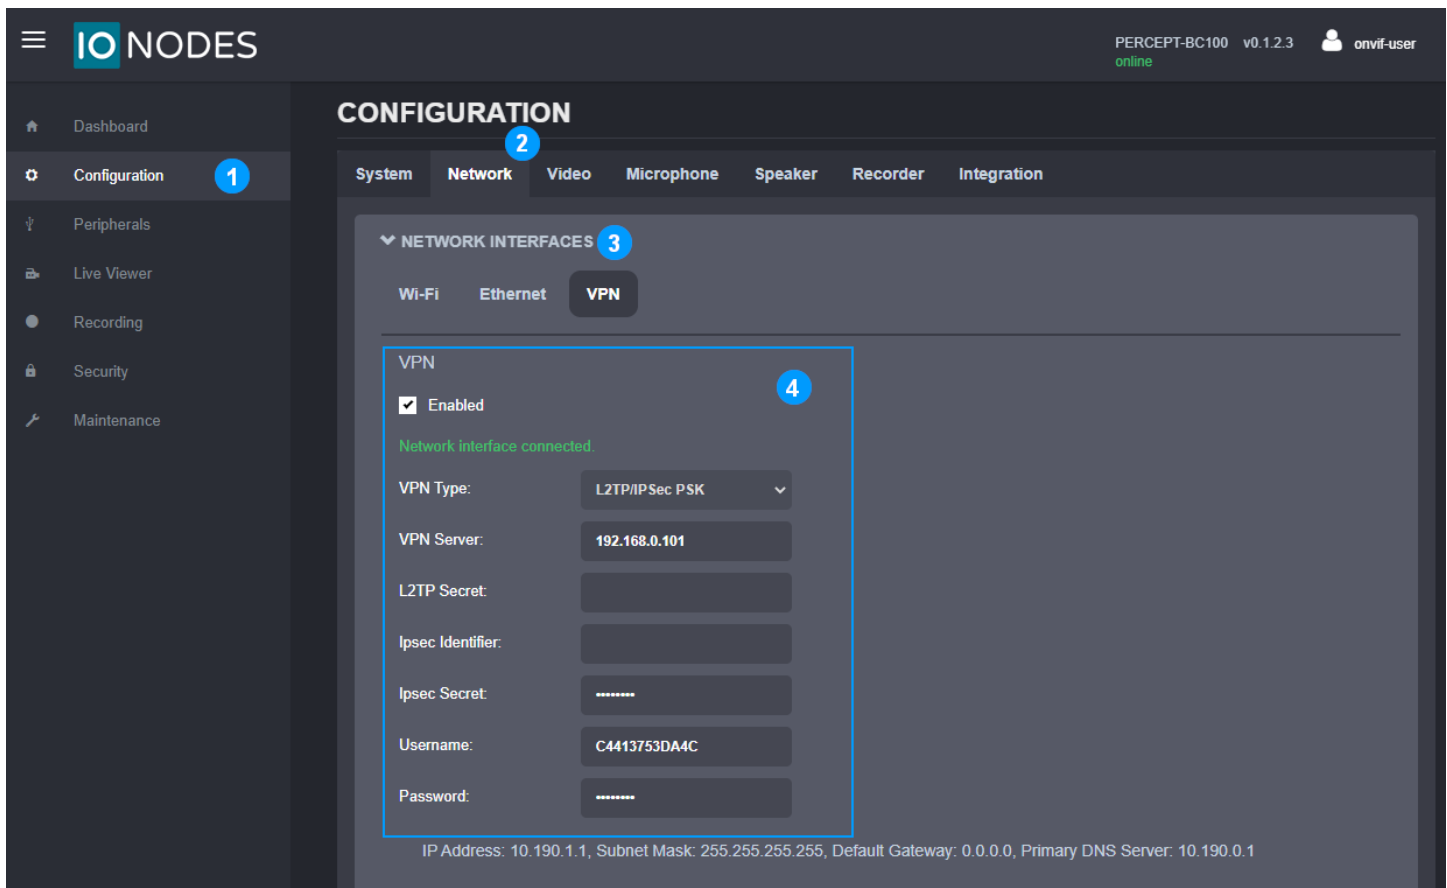 IO NODES
PERCEPT-BC100 v0.1.2.3
online
onvif-user
Dashboard
Configuration 1
Peripherals
Live Viewer
Recording
Security
Maintenance
CONFIGURATION
2
System Network Video Microphone Speaker Recorder Integration
NETWORK INTERFACES 3
Wi-Fi Ethernet VPN
VPN
4
Enabled
Network interface connected.
VPN Type: L2TP/IPSec PSK
VPN Server: 192.168.0.101
L2TP Secret:
Ipsec Identifier:
Ipsec Secret: ••••••••
Username: C4413753DA4C
Password: ••••••••
IP Address: 10.190.1.1, Subnet Mask: 255.255.255.255, Default Gateway: 0.0.0.0, Primary DNS Server: 10.190.0.1